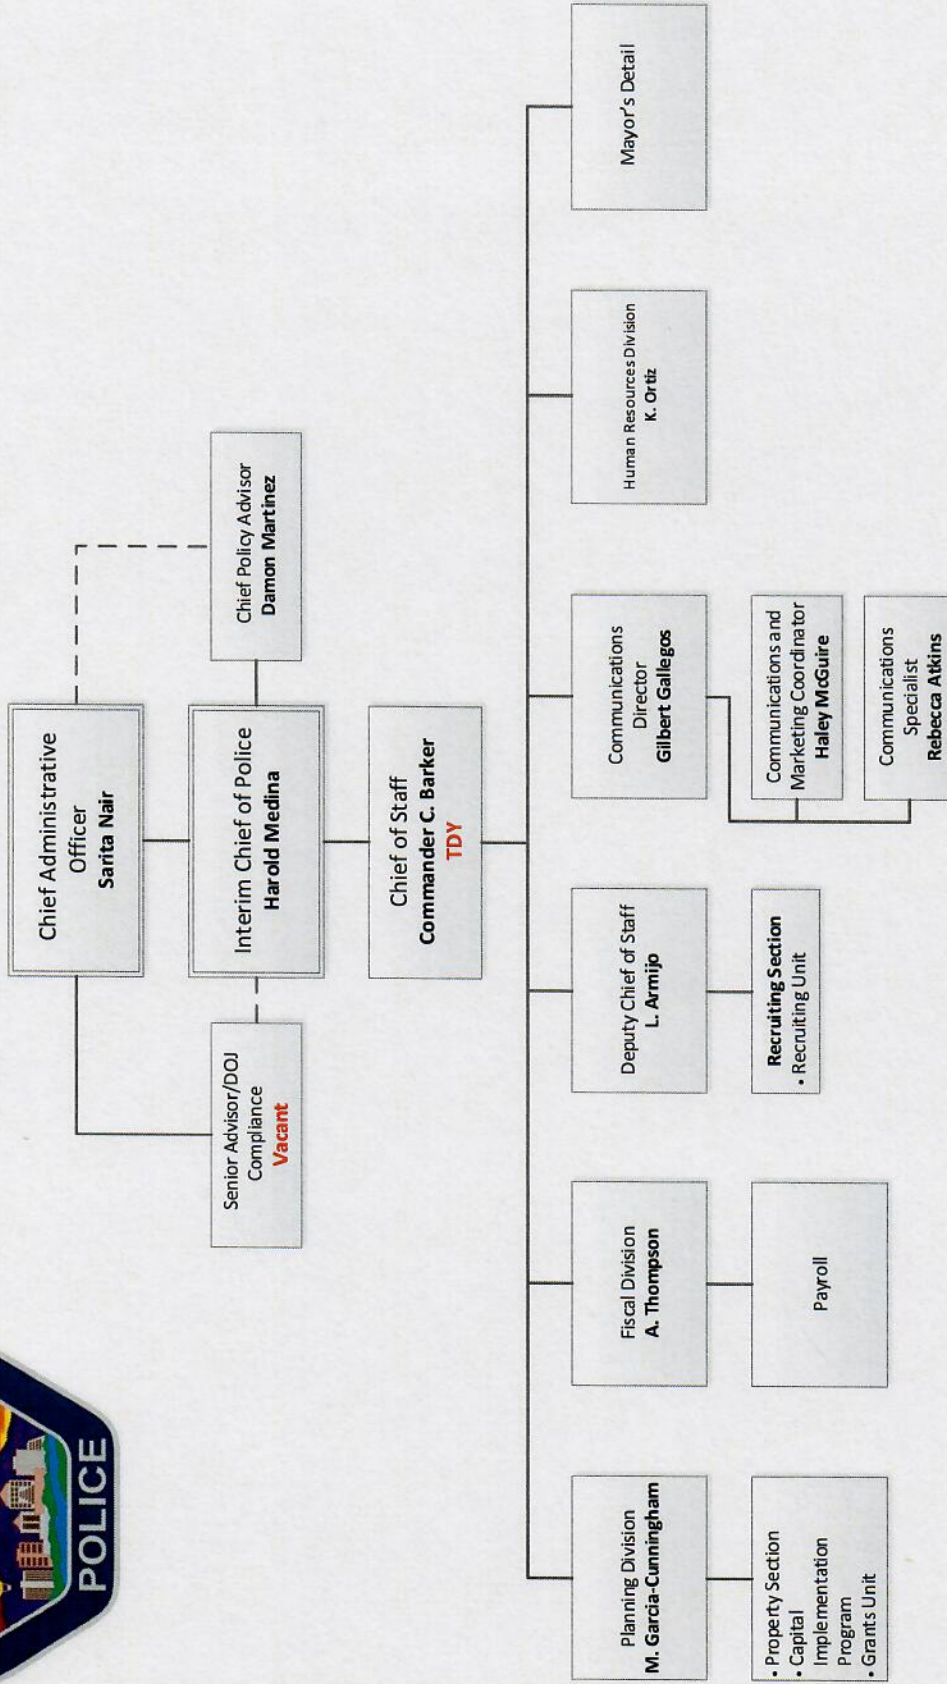 POLICE
Chief Administrative
Officer
Sarita Nair
Senior Advisor/DOJ
Compliance
Vacant
Interim Chief of Police
Harold Medina
Chief Policy Advisor
Damon Martinez
Chief of Staff
Commander C. Barker
TDY
Planning Division
M. Garcia-Cunningham
Fiscal Division
A. Thompson
Deputy Chief of Staff
L. Armijo
Communications
Director
Gilbert Gallegos
Human Resources Division
K. Ortiz
Mayor's Detail
• Property Section
• Capital
Implementation
Program
• Grants Unit
Payroll
Recruiting Section
• Recruiting Unit
Communications and
Marketing Coordinator
Haley McGuire
Communications
Specialist
Rebecca Atkins